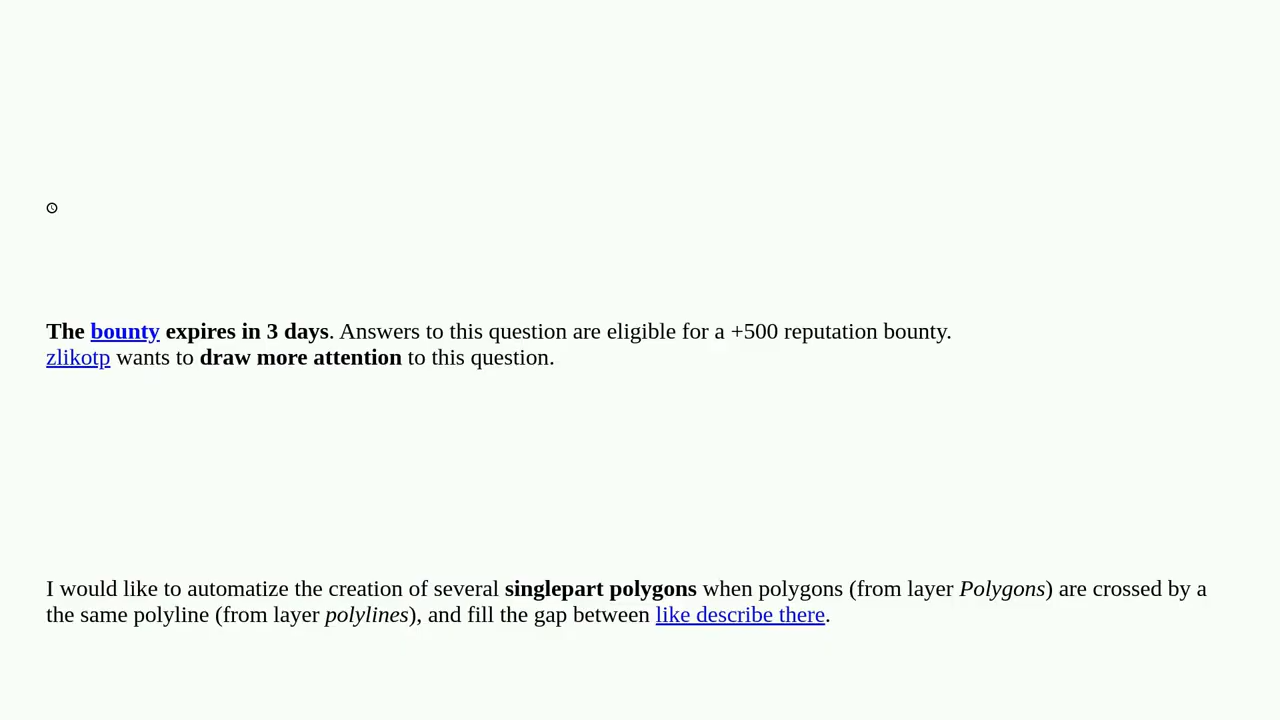 The bounty expires in 3 days. Answers to this question are eligible for a +500 reputation bounty.
zlikotp wants to draw more attention to this question.
I would like to automatize the creation of several singlepart polygons when polygons (from layer Polygons) are crossed by a
the same polyline (from layer polylines), and fill the gap between like describe there.